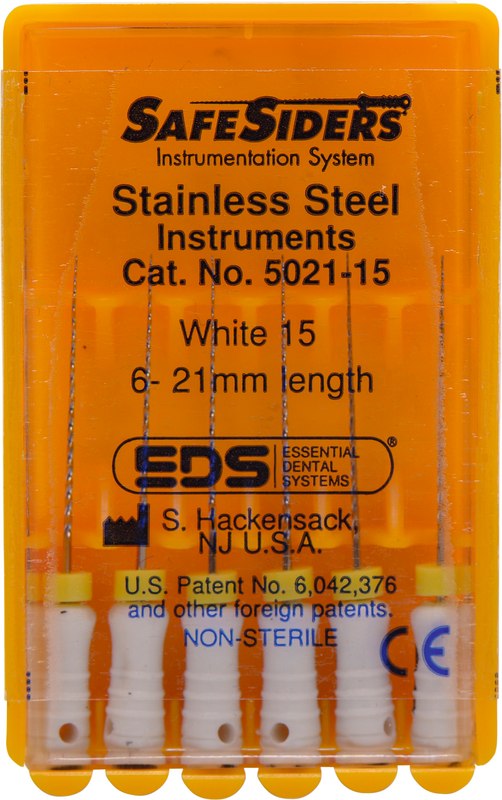 SAFESIDERS
Instrumentation System
Stainless Steel
Instruments
Cat. No. 5021-15
White 15
6- 21mm length
EDS ESSENTIAL ®
DENTAL
SYSTEMS
S. Hackensack,
NJ U.S.A.
U.S. Patent No. 6,042,376
and other foreign patents.
NON-STERILE
CE